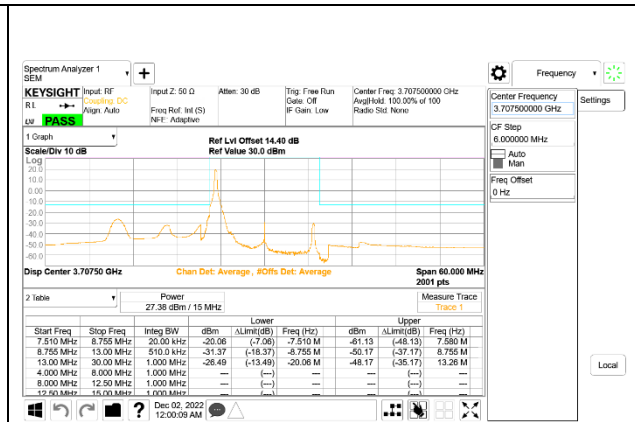 Spectrum Analyzer 1
SEM
Frequency
KEYSIGHT
RL
PASS
Input: RF
Coupling: DC
Align: Auto
Input Z: 50 Ω
Freq Ref: Int (S)
NFE: Adaptive
Atten: 30 dB
Trig: Free Run
Gate: Off
IF Gain: Low
Center Freq: 3.707500000 GHz
Avg|Hold: 100.00% of 100
Radio Std: None
Center Frequency
3.707500000 GHz
Settings
CF Step
6.000000 MHz
Auto
Man
Freq Offset
0 Hz
1 Graph
Scale/Div 10 dB
Ref Lvl Offset 14.40 dB
Ref Value 30.0 dBm
Log
20.0
10.0
0.00
-10.0
-20.0
-30.0
-40.0
-50.0
-60.0
Disp Center 3.70750 GHz
Chan Det: Average , #Offs Det: Average
Span 60.000 MHz
2001 pts
2 Table
Power
27.38 dBm / 15 MHz
Measure Trace
Trace 1
Lower Upper
Start Freq Stop Freq Integ BW dBm ΔLimit(dB) Freq (Hz) dBm ΔLimit(dB) Freq (Hz)
7.510 MHz 8.755 MHz 20.00 kHz -20.06 (-7.06) -7.510 M -61.13 (-48.13) 7.580 M
8.755 MHz 13.00 MHz 510.0 kHz -31.37 (-18.37) -8.755 M -50.17 (-37.17) 8.755 M
13.00 MHz 30.00 MHz 1.000 MHz -26.49 (-13.49) -20.06 M -48.17 (-35.17) 13.26 M
4.000 MHz 8.000 MHz 1.000 MHz --- (---) --- (---)
8.000 MHz 12.50 MHz 1.000 MHz --- (---) --- (---)
12.50 MHz 15.00 MHz 1.000 MHz --- (---) --- (---)
Local
Dec 02, 2022
12:00:09 AM